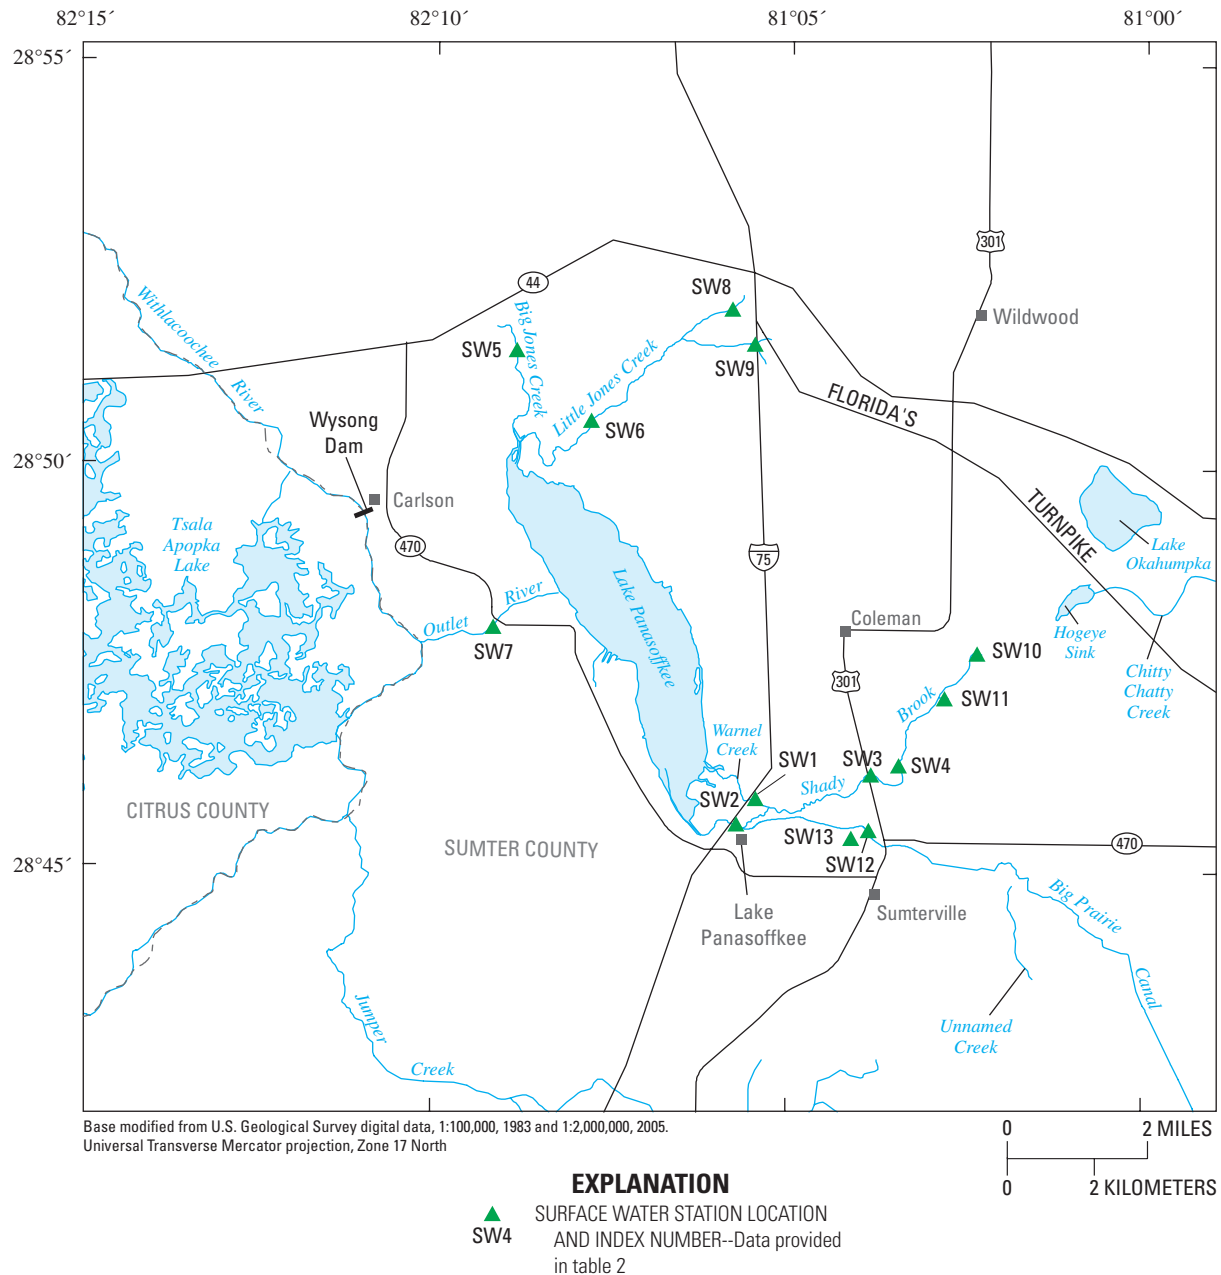 82°15´
82°10´
81°05´
81°00´
28°55´
301
44
SW8
Wildwood
Withlacoochee
River
Big Jones Creek
SW5
Little Jones Creek
SW9
FLORIDA'S
TURNPIKE
Wysong
Dam
SW6
28°50´
Carlson
Tsala
Apopka
Lake
470
75
Lake
Okahumpka
River
Outlet
SW7
Lake Panasoffkee
Coleman
Hogeye
Sink
SW10
301
Chitty
Chatty
Creek
Brook
SW11
Warnel
Creek
SW1
SW3
SW4
Shady
SW2
CITRUS COUNTY
SW13
SW12
470
SUMTER COUNTY
28°45´
Lake
Panasoffkee
Sumterville
Big Prairie
Canal
Jumper
Creek
Unnamed
Creek
Base modified from U.S. Geological Survey digital data, 1:100,000, 1983 and 1:2,000,000, 2005.
Universal Transverse Mercator projection, Zone 17 North
0 2 MILES
0 2 KILOMETERS
EXPLANATION
SW4
SURFACE WATER STATION LOCATION
AND INDEX NUMBER--Data provided
in table 2